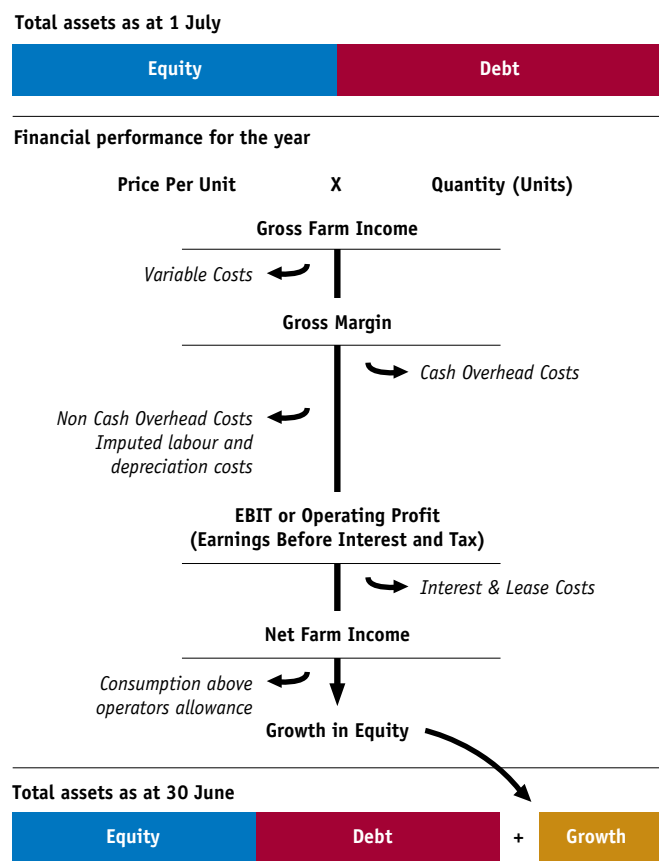 Total assets as at 1 July
Equity
Debt
Financial performance for the year
Price Per Unit X Quantity (Units)
Gross Farm Income
Variable Costs
Gross Margin
Cash Overhead Costs
Non Cash Overhead Costs
Imputed labour and
depreciation costs
EBIT or Operating Profit
(Earnings Before Interest and Tax)
Interest & Lease Costs
Net Farm Income
Consumption above
operators allowance
Growth in Equity
Total assets as at 30 June
Equity
Debt
+
Growth